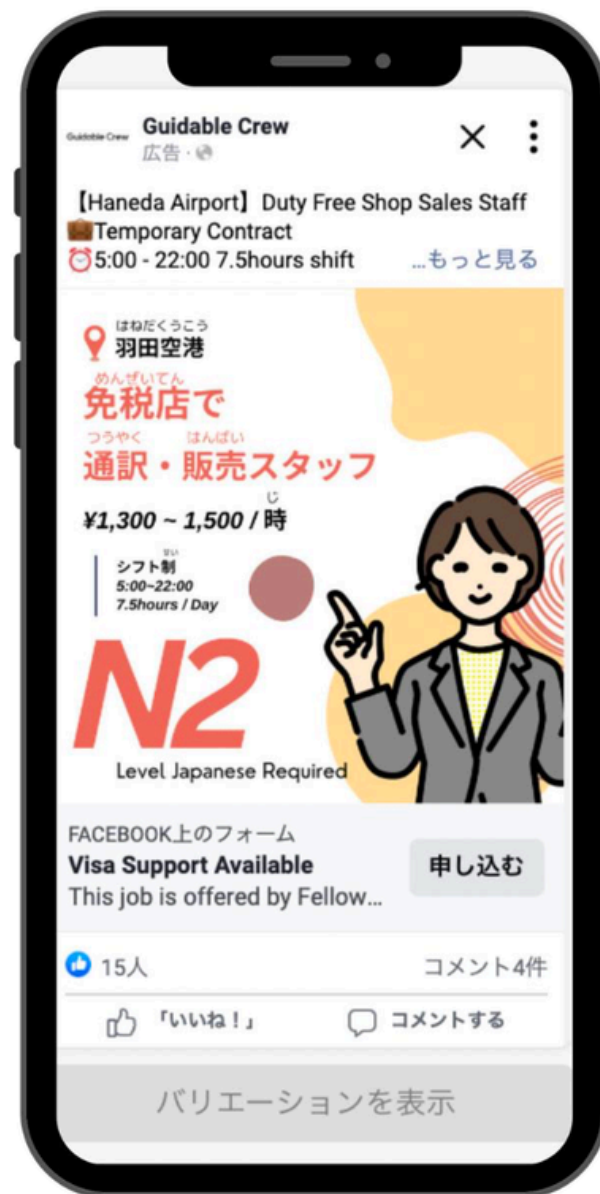 Guidable Crew
Guidable Crew
広告 ·
【Haneda Airport】Duty Free Shop Sales Staff
💼Temporary Contract
⏰5:00 - 22:00 7.5hours shift
...もっと見る
はねだくうこう
羽田空港
めんぜいてん
免税店で
つうやく はんばい
通訳・販売スタッフ
じ
¥1,300 ~ 1,500 / 時
せい
シフト制
5:00~22:00
7.5hours / Day
N2
Level Japanese Required
FACEBOOK上のフォーム
Visa Support Available
This job is offered by Fellow...
申し込む
15人
コメント4件
「いいね！」
コメントする
バリエーションを表示